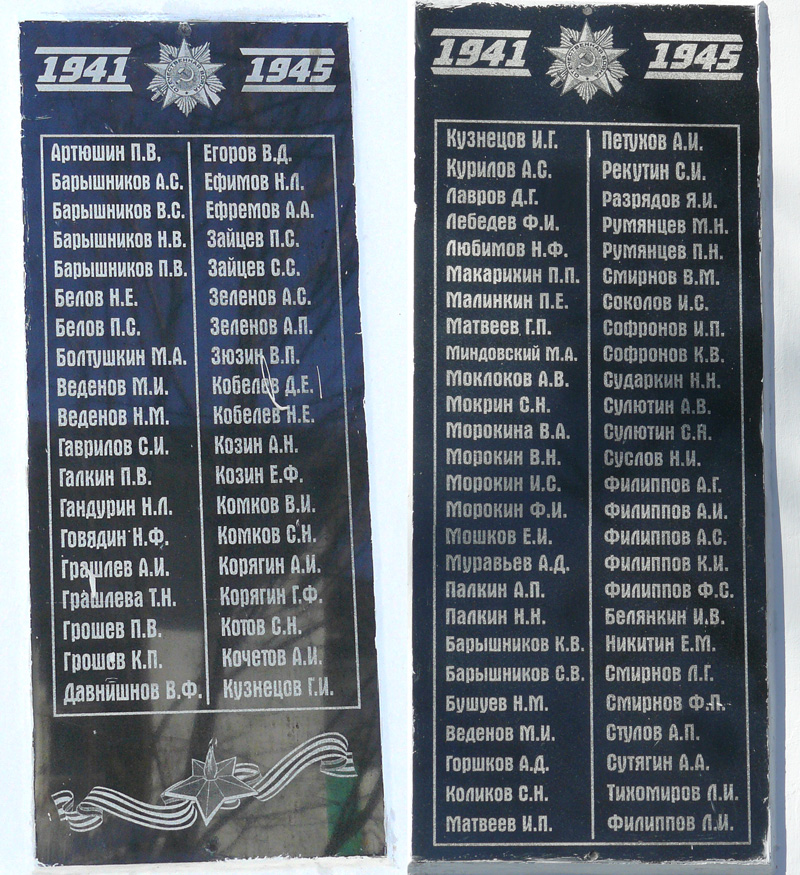 1941 1945
Артюшин П.В.
Барышников А.С.
Барышников В.С.
Барышников Н.В.
Барышников П.В.
Белов Н.Е.
Белов П.С.
Болтушкин М.А.
Веденов М.И.
Веденов Н.М.
Гаврилов С.И.
Галкин П.В.
Гандурин Н.Л.
Говядин Н.Ф.
Грашлев А.И.
Грашлева Т.Н.
Грошев П.В.
Грошев К.П.
Давнишнов В.Ф.
Егоров В.Д.
Ефимов Н.Л.
Ефремов А.А.
Зайцев П.С.
Зайцев С.С.
Зеленов А.С.
Зеленов А.П.
Зюзин В.П.
Кобелев Д.Е.
Кобелев Н.Е.
Козин А.Н.
Козин Е.Ф.
Комков В.И.
Комков С.Н.
Корягин А.И.
Корягин Г.Ф.
Котов С.Н.
Кочетов А.И.
Кузнецов Г.И.
1941 1945
Кузнецов И.Г.
Курилов А.С.
Лавров Д.Г.
Лебедев Ф.И.
Любимов Н.Ф.
Макарихин П.П.
Малинкин П.Е.
Матвеев Г.П.
Миндовский М.А.
Моклоков А.В.
Мокрин С.Н.
Морокина В.А.
Морокин В.Н.
Морокин И.С.
Морокин Ф.И.
Мошков Е.И.
Муравьев А.Д.
Палкин А.П.
Палкин Н.Н.
Барышников К.В.
Барышников С.В.
Бушуев Н.М.
Веденов М.И.
Горшков А.Д.
Коликов С.Н.
Матвеев И.П.
Петухов А.И.
Рекутин С.И.
Разрядов Я.И.
Румянцев М.Н.
Румянцев П.Н.
Смирнов В.М.
Соколов И.С.
Софронов И.П.
Софронов К.В.
Сударкин Н.Н.
Сулютин А.В.
Сулютин С.Я.
Суслов Н.И.
Филиппов А.Г.
Филиппов А.И.
Филиппов А.С.
Филиппов К.И.
Филиппов Ф.С.
Белянкин И.В.
Никитин Е.М.
Смирнов Л.Г.
Смирнов Ф.П.
Стулов А.П.
Сутягин А.А.
Тихомиров Л.И.
Филиппов Л.И.